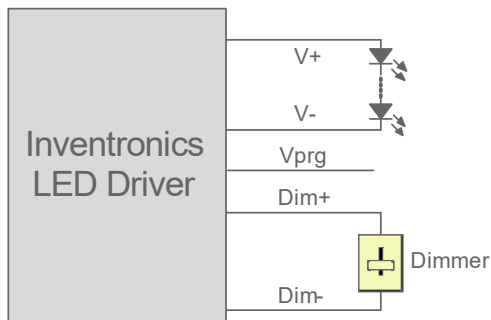 V+
V-
Inventronics
LED Driver
Vprg
Dim+
Dimmer
Dim-